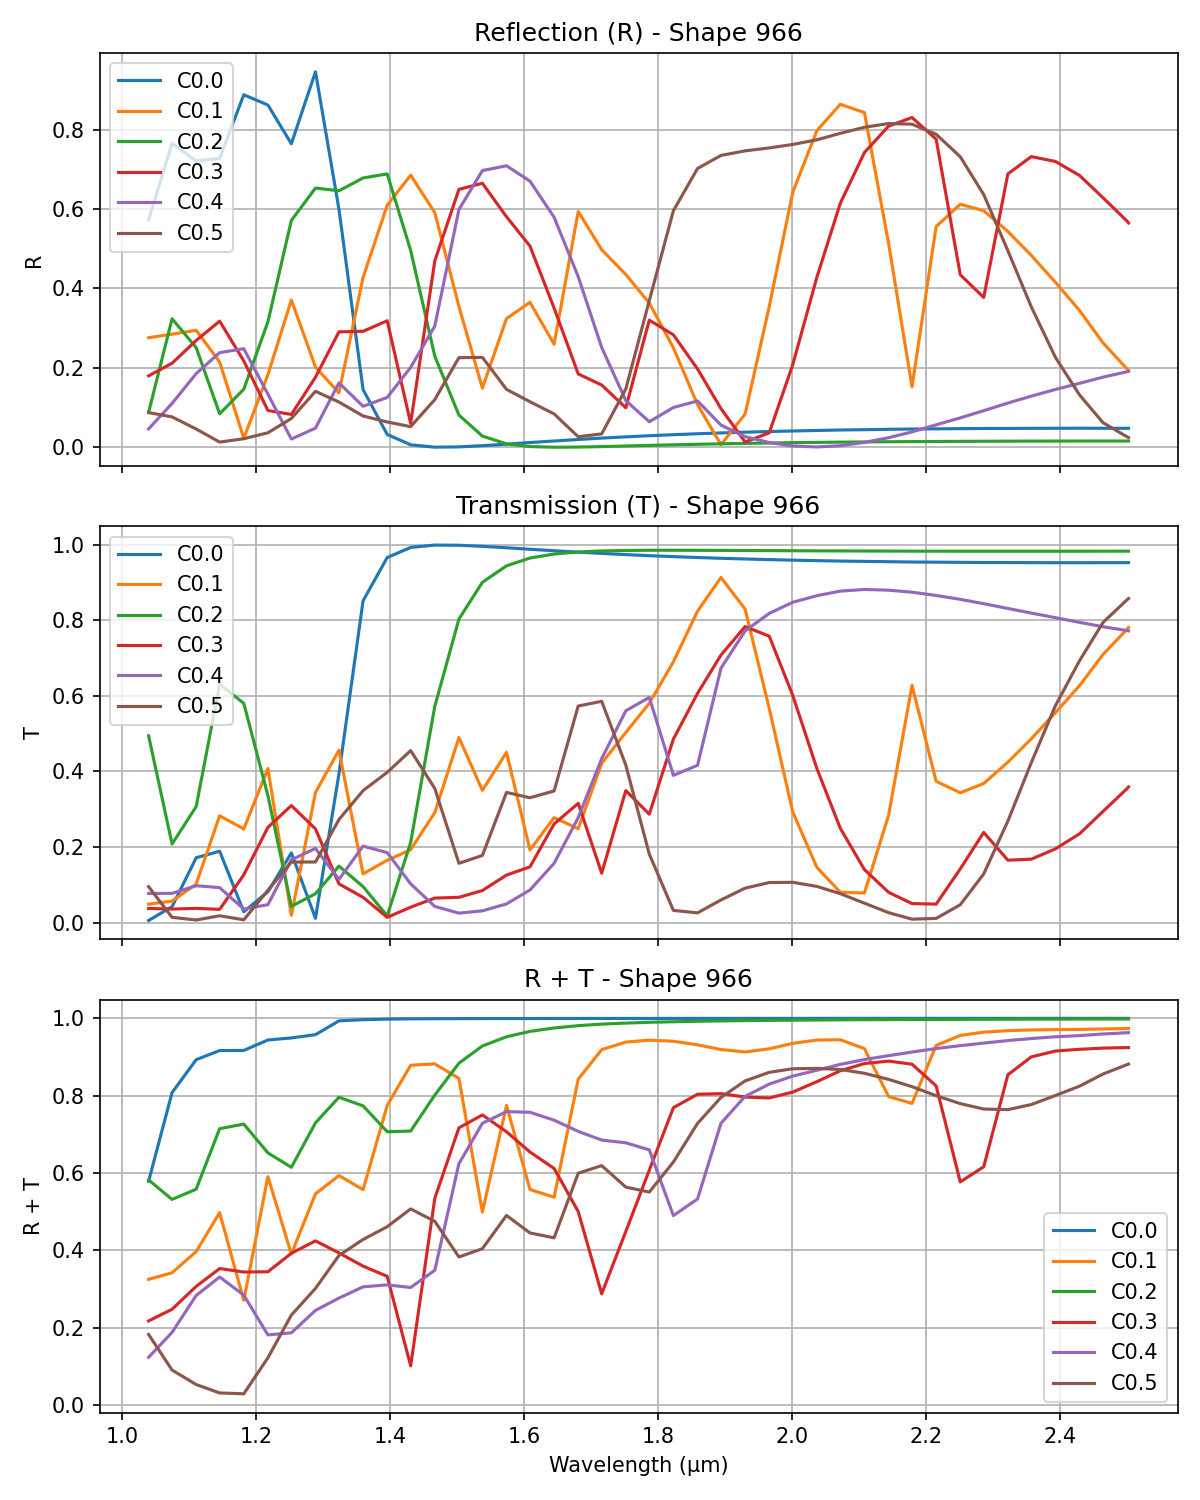 Reflection (R) - Shape 966
C0.0
C0.1
C0.2
C0.3
C0.4
C0.5
0.8
0.6
0.4
0.2
0.0
R
Transmission (T) - Shape 966
C0.0
C0.1
C0.2
C0.3
C0.4
C0.5
1.0
0.8
0.6
0.4
0.2
0.0
T
R + T - Shape 966
1.0
0.8
0.6
0.4
0.2
0.0
R + T
C0.0
C0.1
C0.2
C0.3
C0.4
C0.5
1.0 1.2 1.4 1.6 1.8 2.0 2.2 2.4
Wavelength (μm)